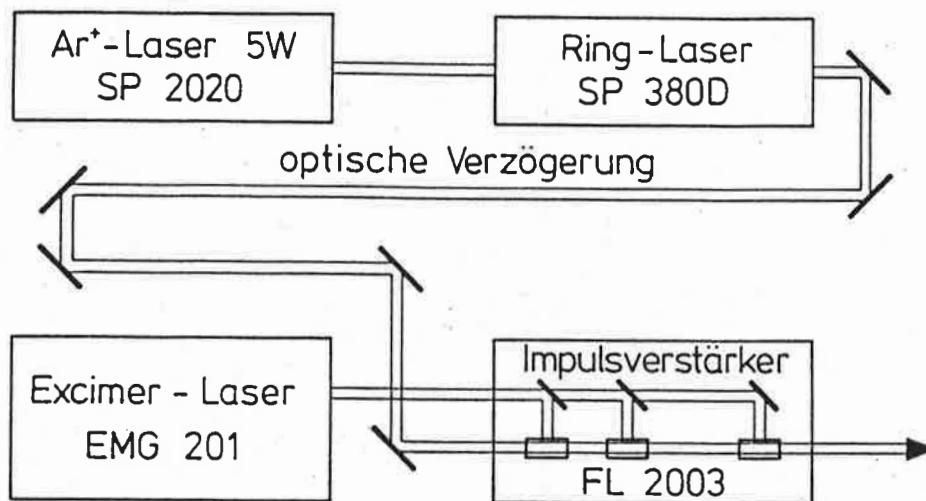 Ar⁺-Laser 5W
SP 2020
Ring-Laser
SP 380D
optische Verzögerung
Excimer-Laser
EMG 201
Impulsverstärker
FL 2003